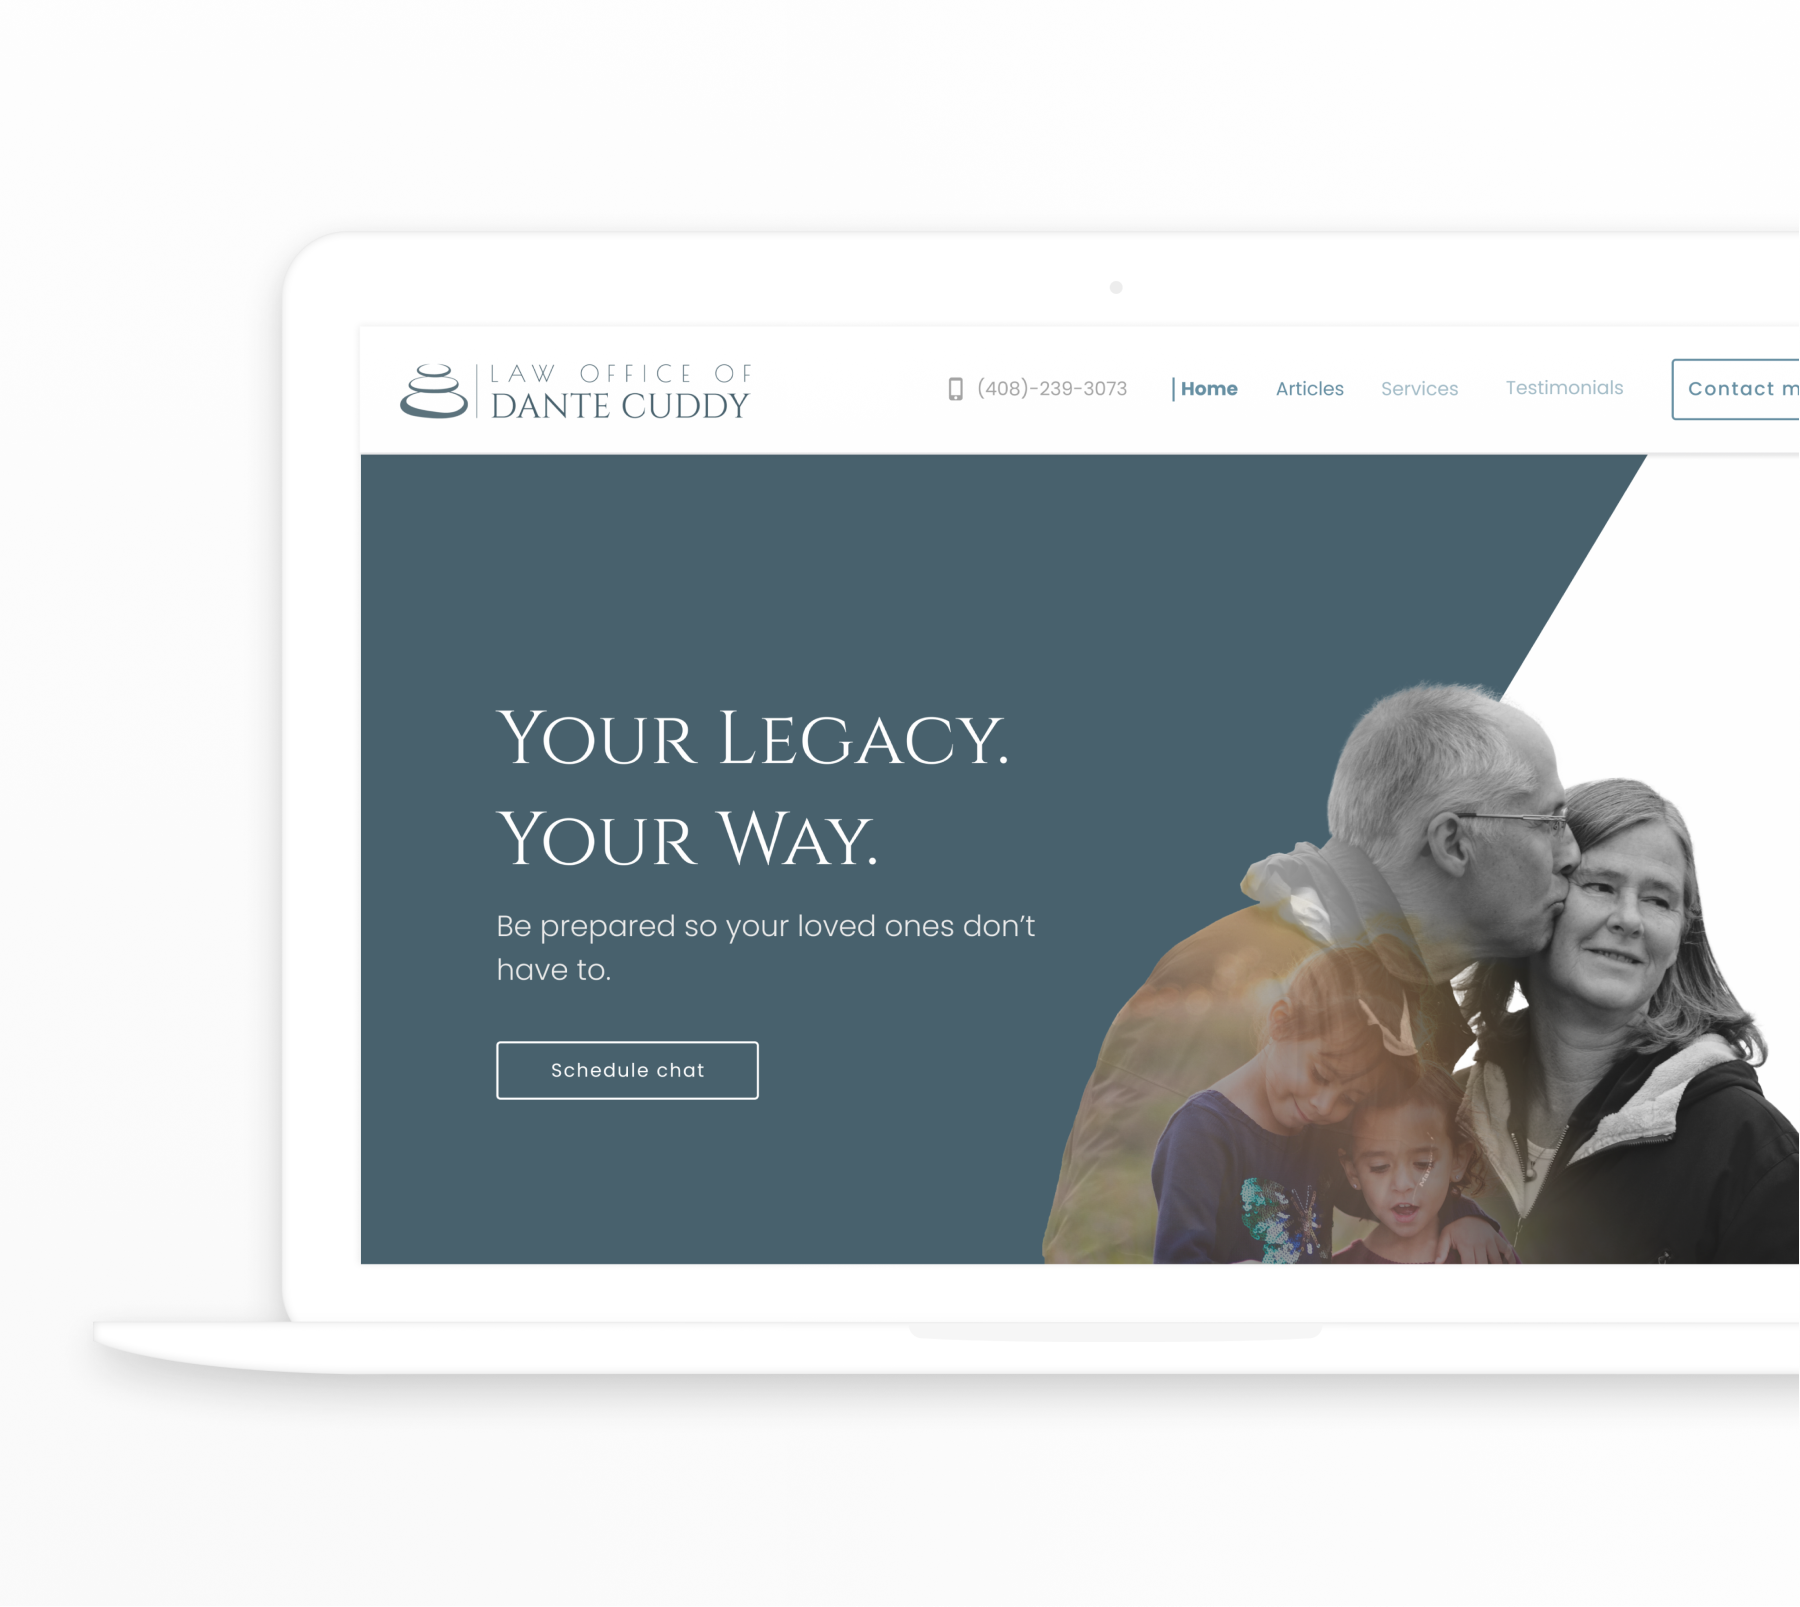 LAW OFFICE OF
DANTE CUDDY
(408)-239-3073
Home
Articles
Services
Testimonials
Contact m
Your Legacy.
Your Way.
Be prepared so your loved ones don’t
have to.
Schedule chat